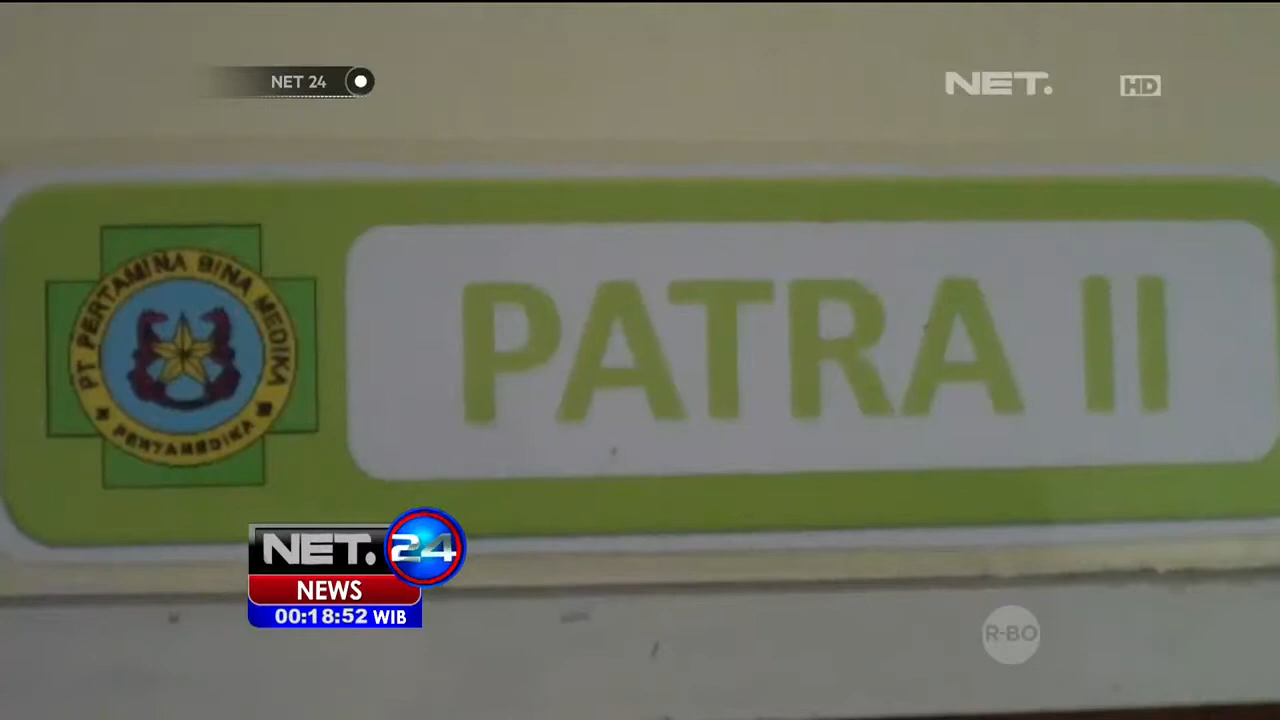 NET 24
NET.
HD
PT PERTAMINA BINA MEDIKA
PERTAMEDIKA
PATRA II
NET. 24
NEWS
00:18:52 WIB
R-BO